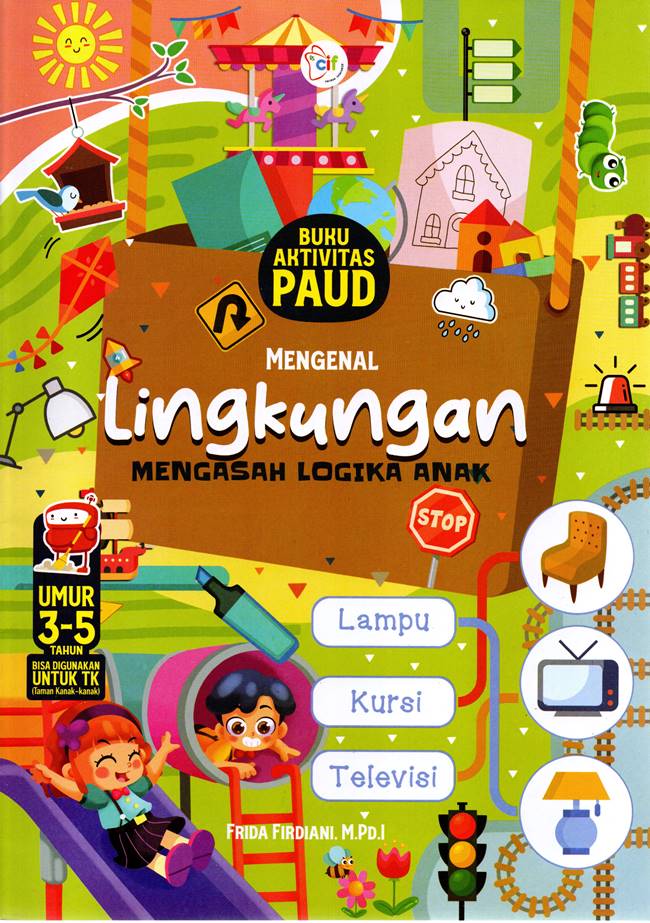 cif
BUKU
AKTIVITAS
PAUD
MENGENAL
Lingkungan
MENGASAH LOGIKA ANAK
STOP
UMUR
3-5
TAHUN
BISA DIGUNAKAN
UNTUK TK
(Taman Kanak-kanak)
Lampu
Kursi
Televisi
FRIDA FIRDIANI. M.PD.I